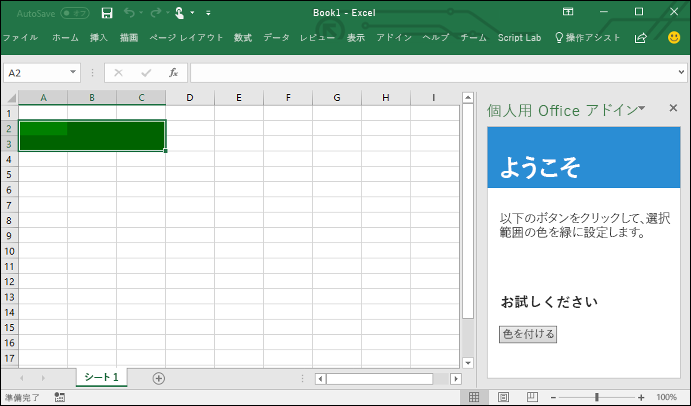 AutoSave オフ Book1 - Excel
ファイル ホーム 挿入 描画 ページ レイアウト 数式 データ レビュー 表示 アドイン ヘルプ チーム Script Lab 操作アシスト
A2 fx
A B C D E F G H I
1
2
3
4
5
6
7
8
9
10
11
12
13
14
15
16
17
個人用 Office アドイン
ようこそ
以下のボタンをクリックして、選択
範囲の色を緑に設定します。
お試しください
色を付ける
シート1
準備完了 100%